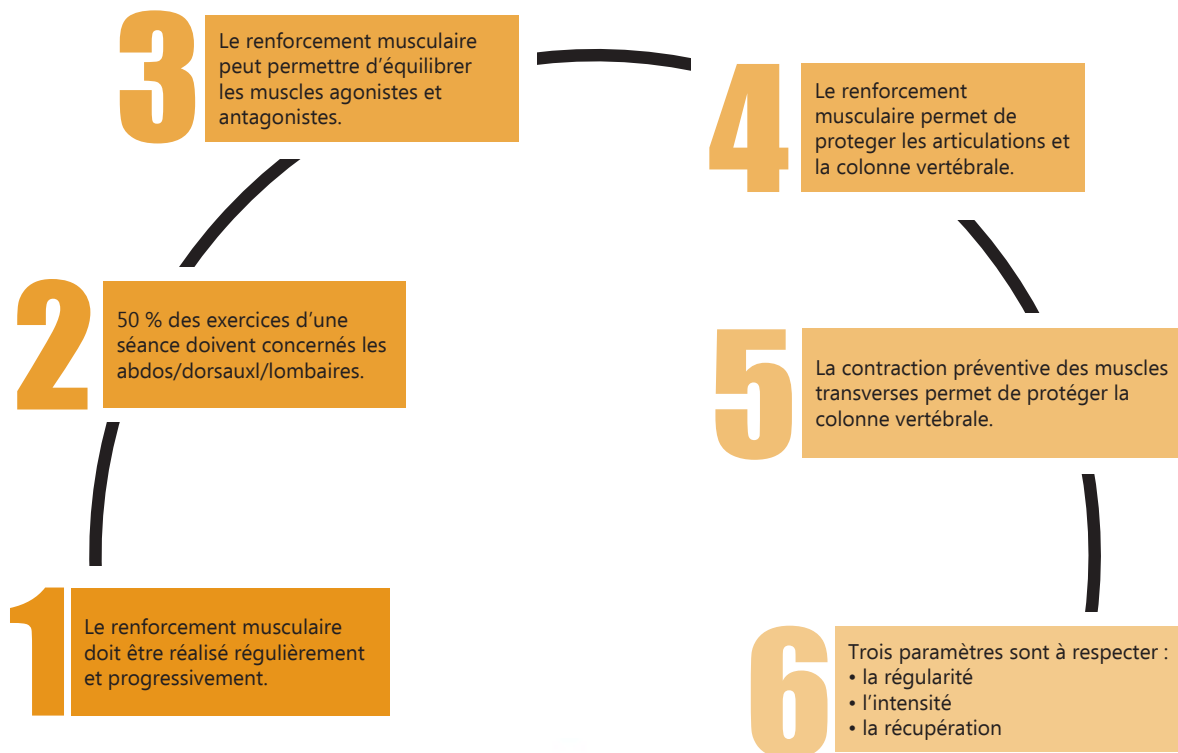 3
Le renforcement musculaire
peut permettre d'équilibrer
les muscles agonistes et
antagonistes.
4
Le renforcement
musculaire permet de
proteger les articulations et
la colonne vertébrale.
2
50 % des exercices d'une
séance doivent concernés les
abdos/dorsauxl/lombaires.
5
La contraction préventive des muscles
transverses permet de protéger la
colonne vertébrale.
1
Le renforcement musculaire
doit être réalisé régulièrement
et progressivement.
6
Trois paramètres sont à respecter :
• la régularité
• l'intensité
• la récupération